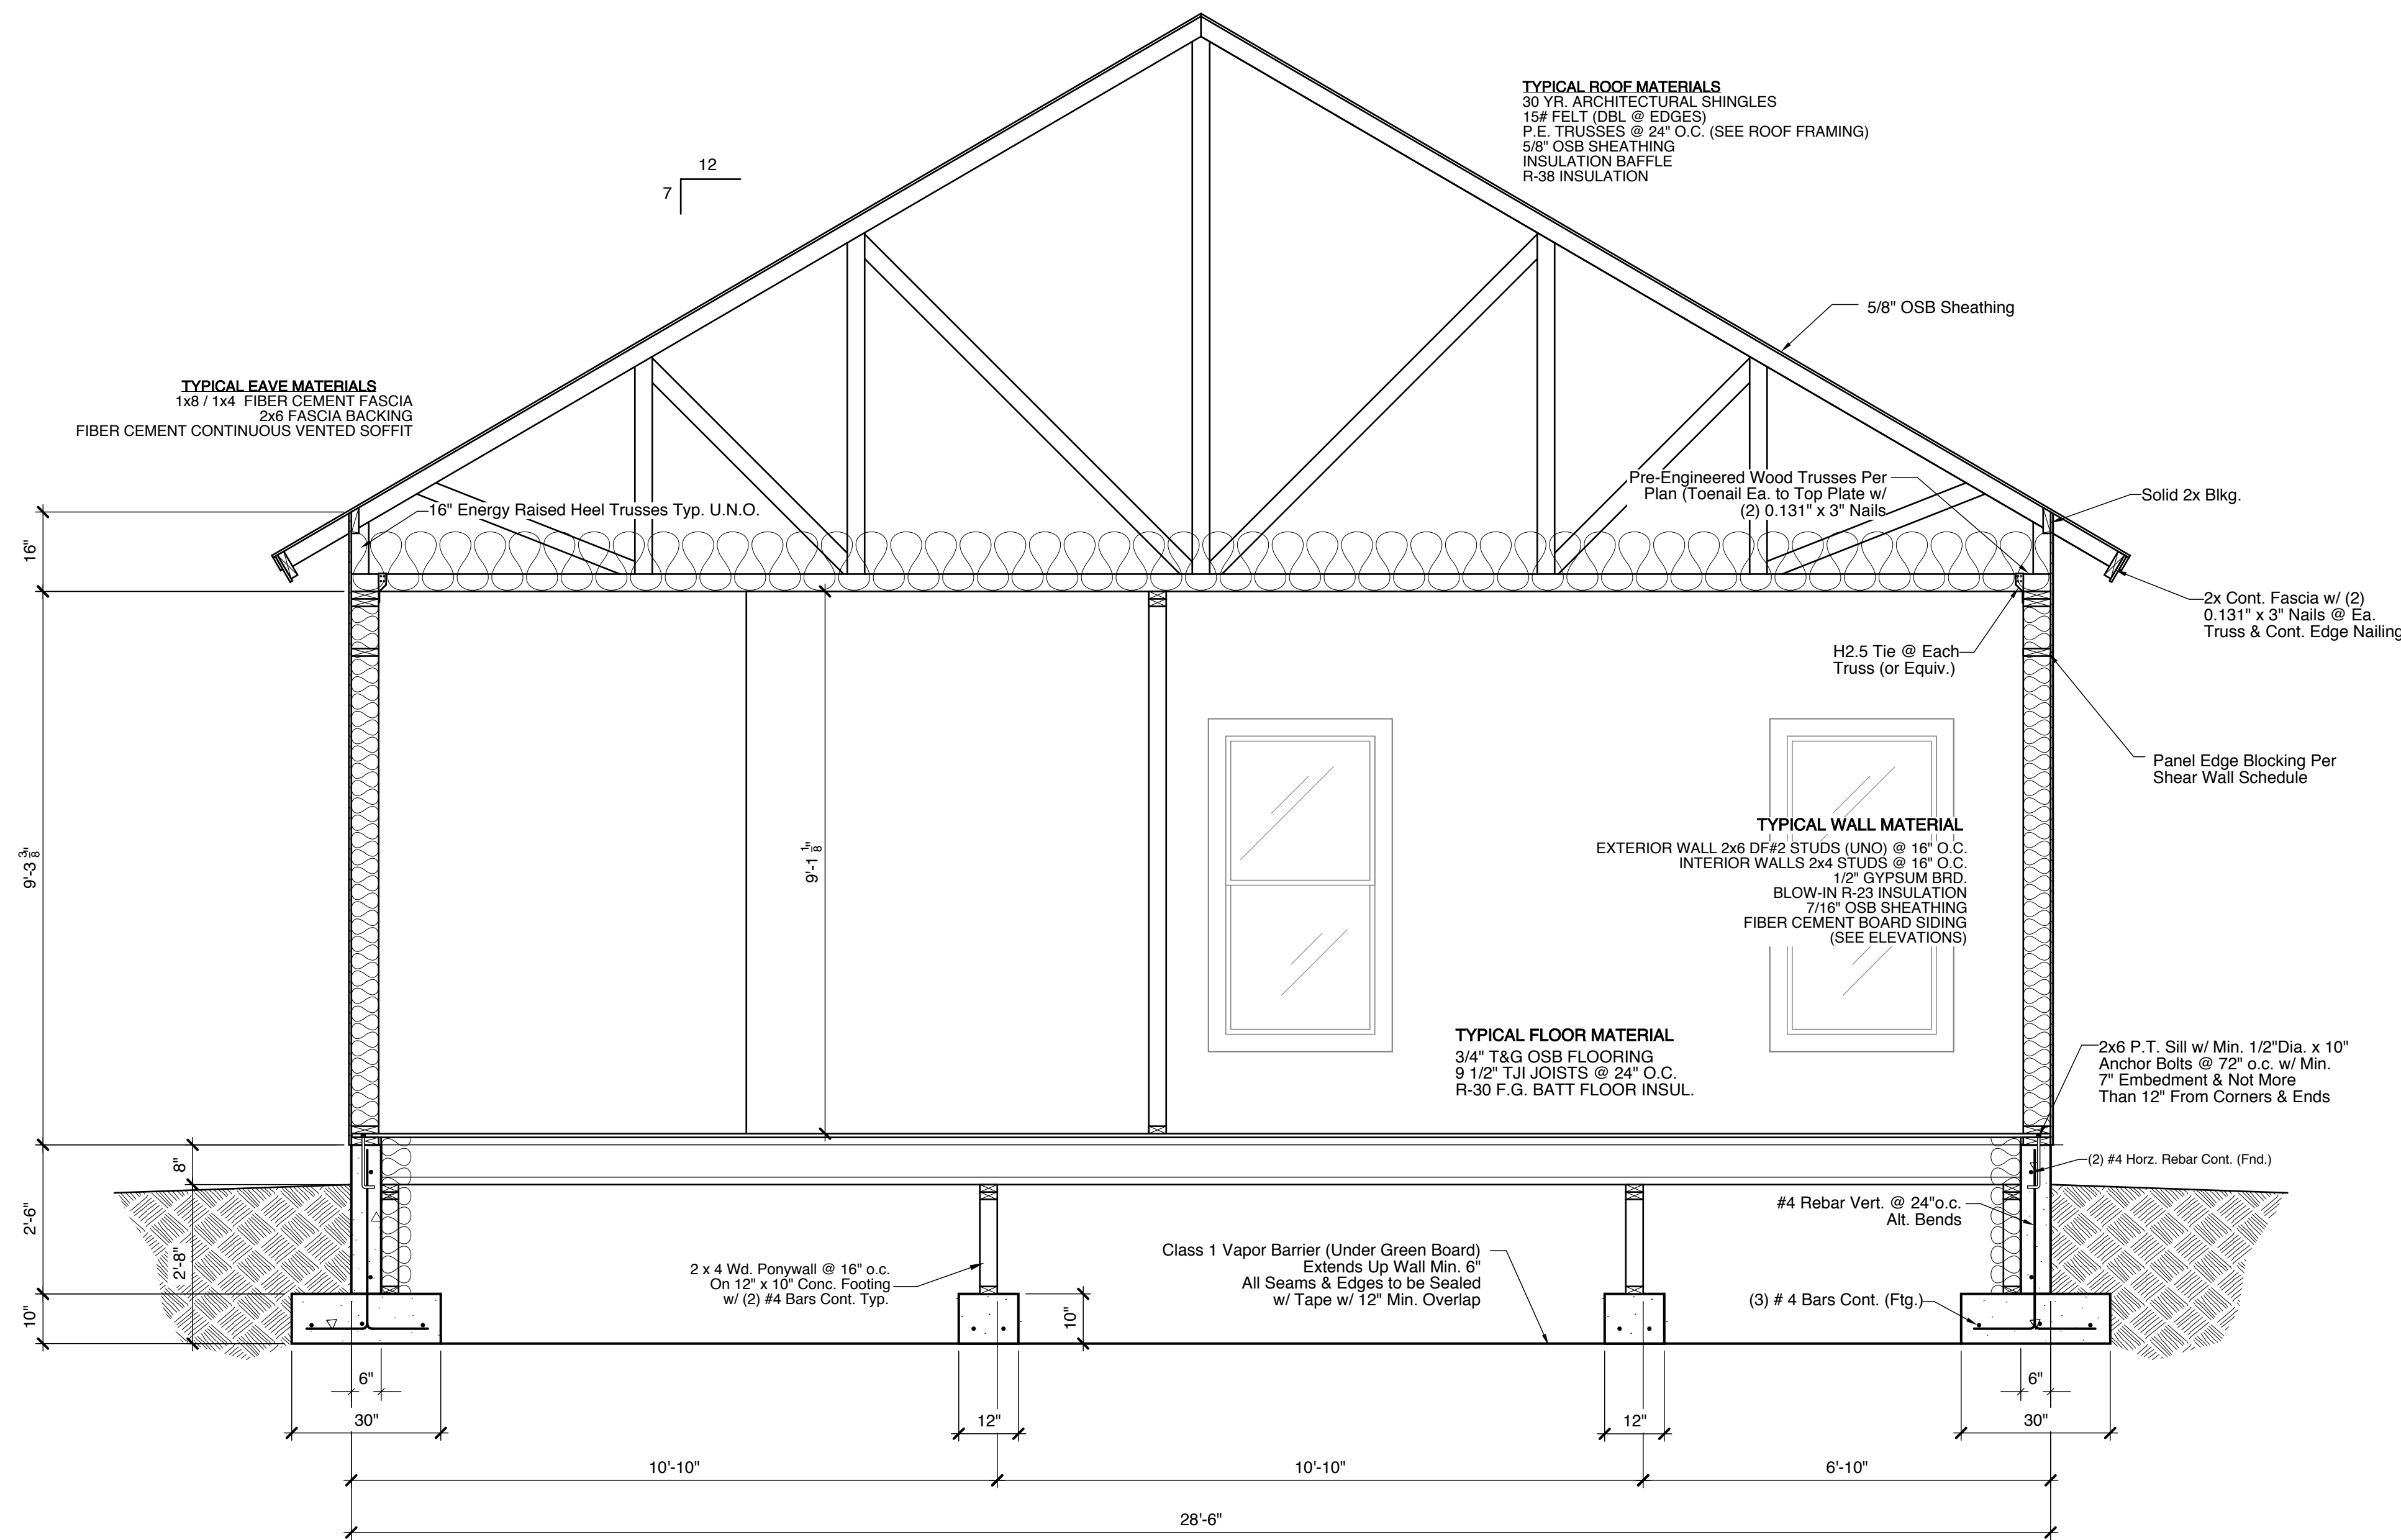 TYPICAL ROOF MATERIALS
30 YR. ARCHITECTURAL SHINGLES
15# FELT (DBL @ EDGES)
P.E. TRUSSES @ 24" O.C. (SEE ROOF FRAMING)
5/8" OSB SHEATHING
INSULATION BAFFLE
R-38 INSULATION
12
7
5/8" OSB Sheathing
TYPICAL EAVE MATERIALS
1x8 / 1x4 FIBER CEMENT FASCIA
2x6 FASCIA BACKING
FIBER CEMENT CONTINUOUS VENTED SOFFIT
16" Energy Raised Heel Trusses Typ. U.N.O.
Pre-Engineered Wood Trusses Per
Plan (Toenail Ea. to Top Plate w/
(2) 0.131" x 3" Nails
Solid 2x Blkg.
16"
2x Cont. Fascia w/ (2)
0.131" x 3" Nails @ Ea.
Truss & Cont. Edge Nailing
H2.5 Tie @ Each
Truss (or Equiv.)
Panel Edge Blocking Per
Shear Wall Schedule
9'-3 3/8"
9'-1 1/8"
TYPICAL WALL MATERIAL
EXTERIOR WALL 2x6 DF#2 STUDS (UNO) @ 16" O.C.
INTERIOR WALLS 2x4 STUDS @ 16" O.C.
1/2" GYPSUM BRD.
BLOW-IN R-23 INSULATION
7/16" OSB SHEATHING
FIBER CEMENT BOARD SIDING
(SEE ELEVATIONS)
TYPICAL FLOOR MATERIAL
3/4" T&G OSB FLOORING
9 1/2" TJI JOISTS @ 24" O.C.
R-30 F.G. BATT FLOOR INSUL.
2x6 P.T. Sill w/ Min. 1/2"Dia. x 10"
Anchor Bolts @ 72" o.c. w/ Min.
7" Embedment & Not More
Than 12" From Corners & Ends
(2) #4 Horz. Rebar Cont. (Fnd.)
8"
2'-6"
2'-8"
10"
#4 Rebar Vert. @ 24"o.c.
Alt. Bends
2 x 4 Wd. Ponywall @ 16" o.c.
On 12" x 10" Conc. Footing
w/ (2) #4 Bars Cont. Typ.
Class 1 Vapor Barrier (Under Green Board)
Extends Up Wall Min. 6"
All Seams & Edges to be Sealed
w/ Tape w/ 12" Min. Overlap
10"
(3) # 4 Bars Cont. (Ftg.)
6"
6"
30"
12"
12"
30"
10'-10"
10'-10"
6'-10"
28'-6"